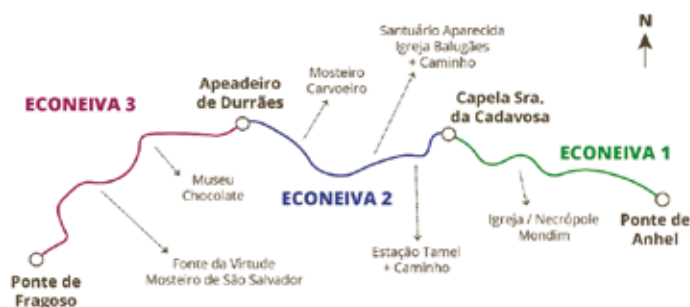 Santuário Aparecida
Igreja Balugães
+ Caminho
N
Mosteiro
Carvoeiro
Apeadeiro
de Durrães
Capela Sra.
da Cadavosa
ECONEIVA 3
ECONEIVA 1
Museu
Chocolate
ECONEIVA 2
Igreja / Necrópole
Mondim
Ponte
de Anhel
Estação Tamel
+ Caminho
Fonte da Virtude
Mosteiro de São Salvador
Ponte de
Fragoso